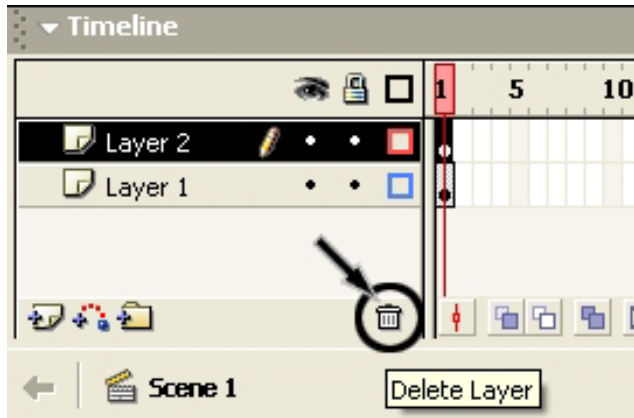 Timeline
1 5 10
Layer 2
Layer 1
Scene 1
Delete Layer